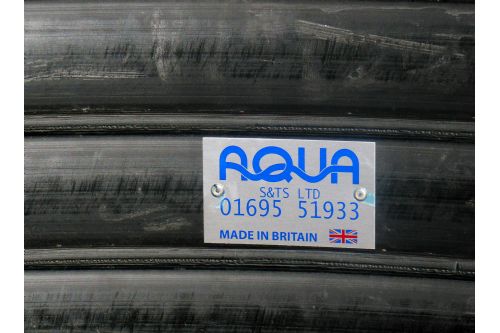 AQUA
S&TS LTD
01695 51933
MADE IN BRITAIN